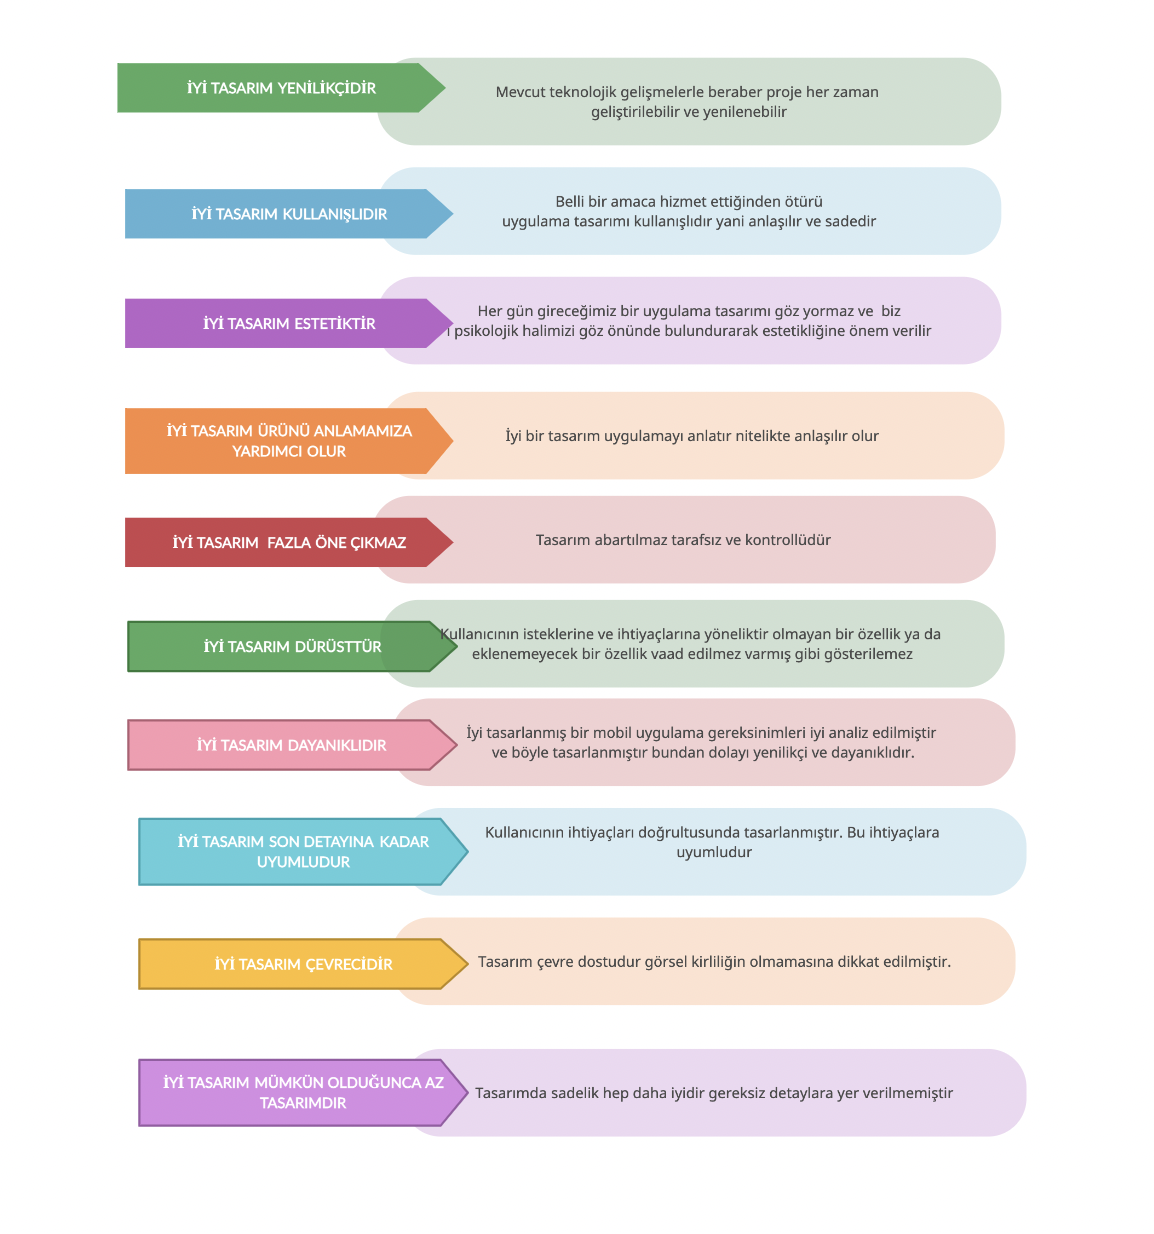 İYİ TASARIM YENİLİKÇİDİR
Mevcut teknolojik gelişmelerle beraber proje her zaman
geliştirilebilir ve yenilenebilir
İYİ TASARIM KULLANIŞLIDIR
Belli bir amaca hizmet ettiğinden ötürü
uygulama tasarımı kullanışlıdır yani anlaşılır ve sadedir
İYİ TASARIM ESTETİKTİR
Her gün gireceğimiz bir uygulama tasarımı göz yormaz ve  biz
i psikolojik halimizi göz önünde bulundurarak estetikliğine önem verilir
İYİ TASARIM ÜRÜNÜ ANLAMAMIZA
YARDIMCI OLUR
İyi bir tasarım uygulamayı anlatır nitelikte anlaşılır olur
İYİ TASARIM  FAZLA ÖNE ÇIKMAZ
Tasarım abartılmaz tarafsız ve kontrollüdür
İYİ TASARIM DÜRÜSTTÜR
Kullanıcının isteklerine ve ihtiyaçlarına yöneliktir olmayan bir özellik ya da
eklenemeyecek bir özellik vaad edilmez varmış gibi gösterilemez
İYİ TASARIM DAYANIKLIDIR
İyi tasarlanmış bir mobil uygulama gereksinimleri iyi analiz edilmiştir
ve böyle tasarlanmıştır bundan dolayı yenilikçi ve dayanıklıdır.
İYİ TASARIM SON DETAYINA KADAR
UYUMLUDUR
Kullanıcının ihtiyaçları doğrultusunda tasarlanmıştır. Bu ihtiyaçlara
uyumludur
İYİ TASARIM ÇEVRECİDİR
Tasarım çevre dostudur görsel kirliliğin olmamasına dikkat edilmiştir.
İYİ TASARIM MÜMKÜN OLDUĞUNCA AZ
TASARIMDIR
Tasarımda sadelik hep daha iyidir gereksiz detaylara yer verilmemiştir